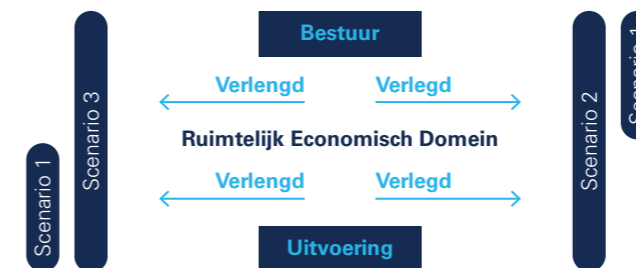 Bestuur
Verlengd Verlegd
Ruimtelijk Economisch Domein
Verlengd Verlegd
Uitvoering
Scenario 1
Scenario 3
Scenario 2